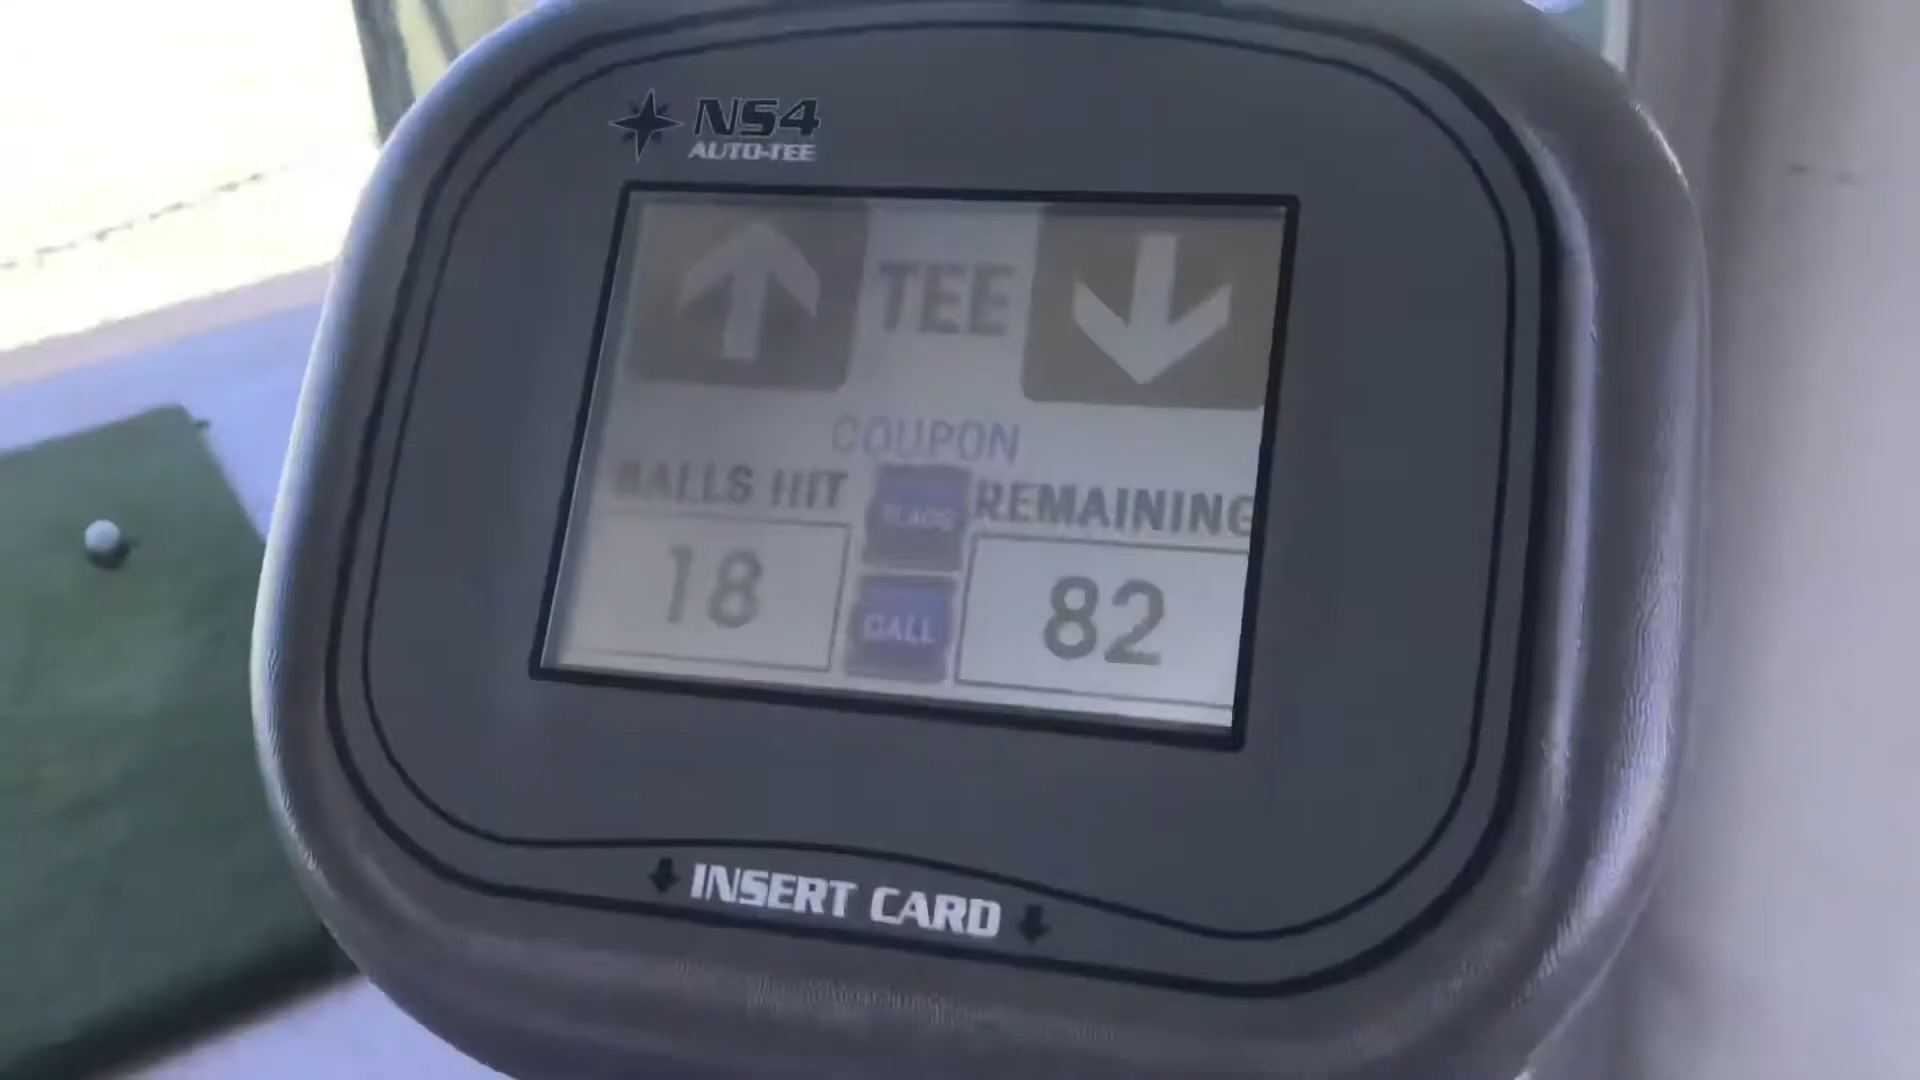 NS4
AUTO-TEE
TEE
COUPON
BALLS HIT
REMAINING
18
CALL
82
INSERT CARD